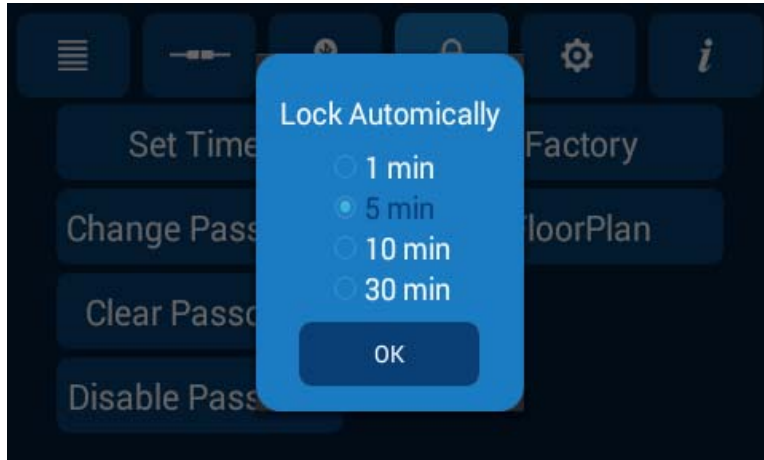 i
Lock Automically
Set Time
Factory
1 min
Change Pass
5 min
FloorPlan
10 min
Clear Passc
30 min
OK
Disable Pass